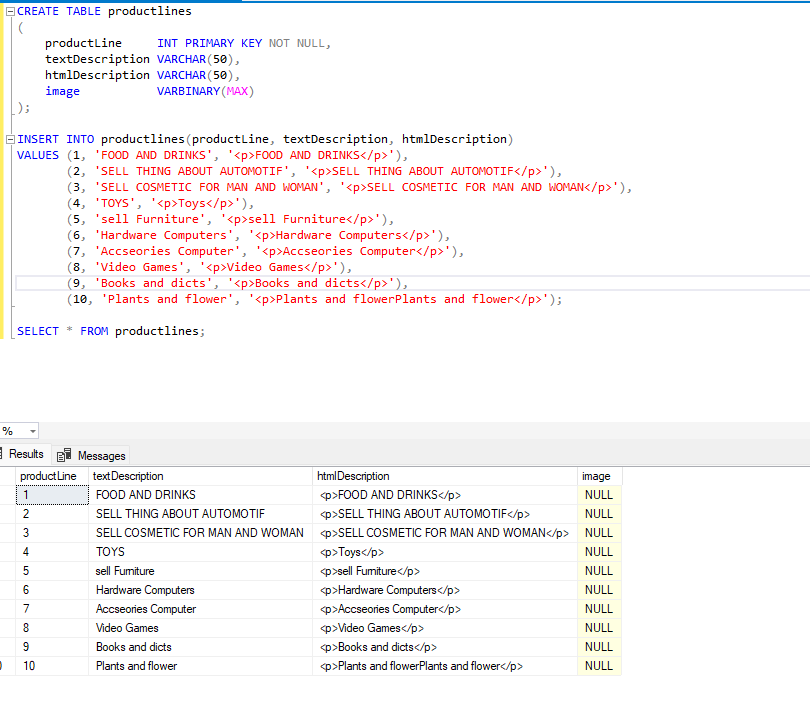 CREATE TABLE productlines
(
productLine INT PRIMARY KEY NOT NULL,
textDescription VARCHAR(50),
htmlDescription VARCHAR(50),
image VARBINARY(MAX)
);
INSERT INTO productlines(productLine, textDescription, htmlDescription)
VALUES (1, 'FOOD AND DRINKS', '<p>FOOD AND DRINKS</p>'),
(2, 'SELL THING ABOUT AUTOMOTIF', '<p>SELL THING ABOUT AUTOMOTIF</p>'),
(3, 'SELL COSMETIC FOR MAN AND WOMAN', '<p>SELL COSMETIC FOR MAN AND WOMAN</p>'),
(4, 'TOYS', '<p>Toys</p>'),
(5, 'sell Furniture', '<p>sell Furniture</p>'),
(6, 'Hardware Computers', '<p>Hardware Computers</p>'),
(7, 'Accseories Computer', '<p>Accseories Computer</p>'),
(8, 'Video Games', '<p>Video Games</p>'),
(9, 'Books and dicts', '<p>Books and dicts</p>'),
(10, 'Plants and flower', '<p>Plants and flowerPlants and flower</p>');
SELECT * FROM productlines;
%
Results Messages
productLine textDescription htmlDescription image
1 FOOD AND DRINKS <p>FOOD AND DRINKS</p> NULL
2 SELL THING ABOUT AUTOMOTIF <p>SELL THING ABOUT AUTOMOTIF</p> NULL
3 SELL COSMETIC FOR MAN AND WOMAN <p>SELL COSMETIC FOR MAN AND WOMAN</p> NULL
4 TOYS <p>Toys</p> NULL
5 sell Furniture <p>sell Furniture</p> NULL
6 Hardware Computers <p>Hardware Computers</p> NULL
7 Accseories Computer <p>Accseories Computer</p> NULL
8 Video Games <p>Video Games</p> NULL
9 Books and dicts <p>Books and dicts</p> NULL
10 Plants and flower <p>Plants and flowerPlants and flower</p> NULL